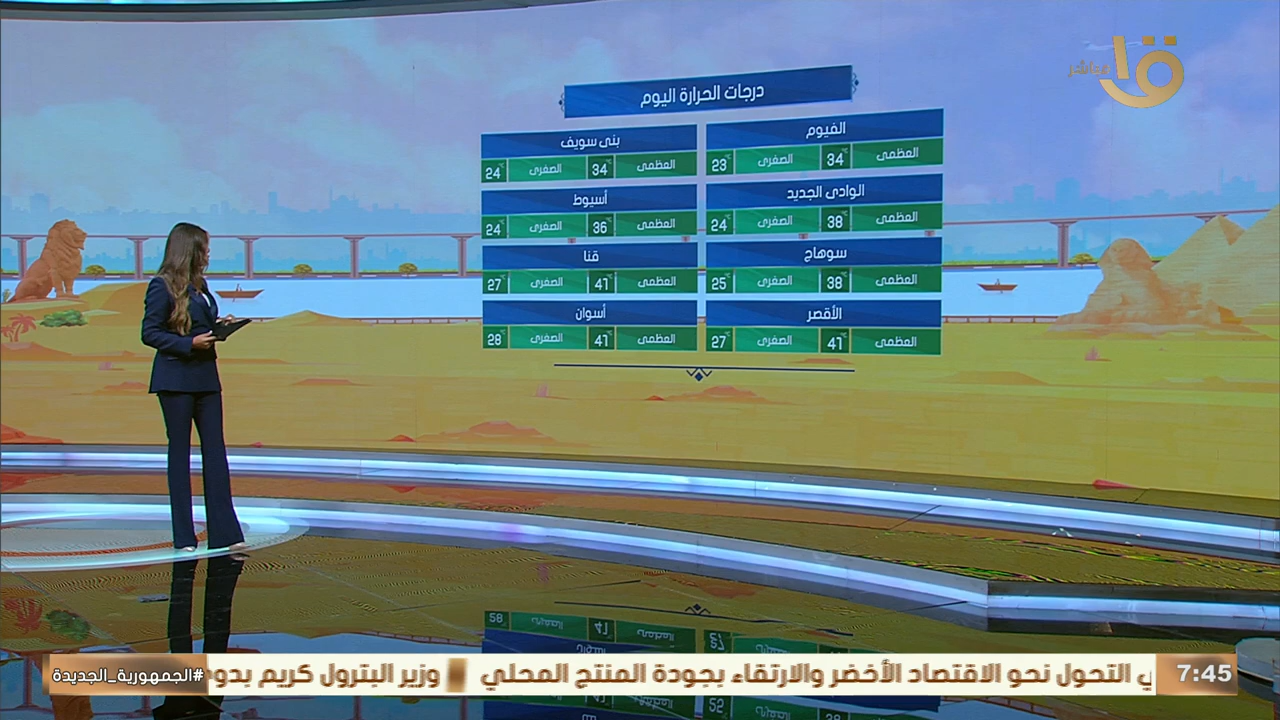 مباشر
درجات الحرارة اليوم
الفيوم
العظمى 34 الصغرى 23
بنى سويف
العظمى 34 الصغرى 24
الوادى الجديد
العظمى 38 الصغرى 24
أسيوط
العظمى 36 الصغرى 24
سوهاج
العظمى 38 الصغرى 25
قنا
العظمى 41 الصغرى 27
الأقصر
العظمى 41 الصغرى 27
أسوان
العظمى 41 الصغرى 28
7:45
التحول نحو الاقتصاد الأخضر والارتقاء بجودة المنتج المحلي
وزير البترول كريم بدو
#الجمهورية_الجديدة